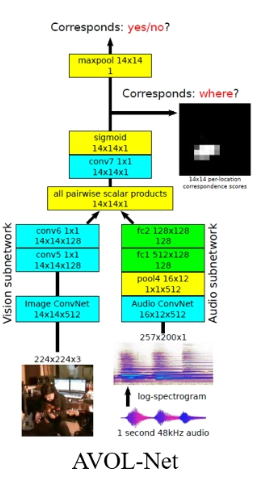 Corresponds: yes/no?
maxpool 14x14
1
Corresponds: where?
sigmoid
14x14x1
conv7 1x1
14x14x1
14x14 per-location
correspondence scores
all pairwise scalar products
14x14x1
Vision subnetwork
conv6 1x1
14x14x128
conv5 1x1
14x14x128
Image ConvNet
14x14x512
224x224x3
fc2 128x128
128
fc1 512x128
128
pool4 16x12
1x1x512
Audio ConvNet
16x12x512
Audio subnetwork
257x200x1
log-spectrogram
1 second 48kHz audio
AVOL-Net